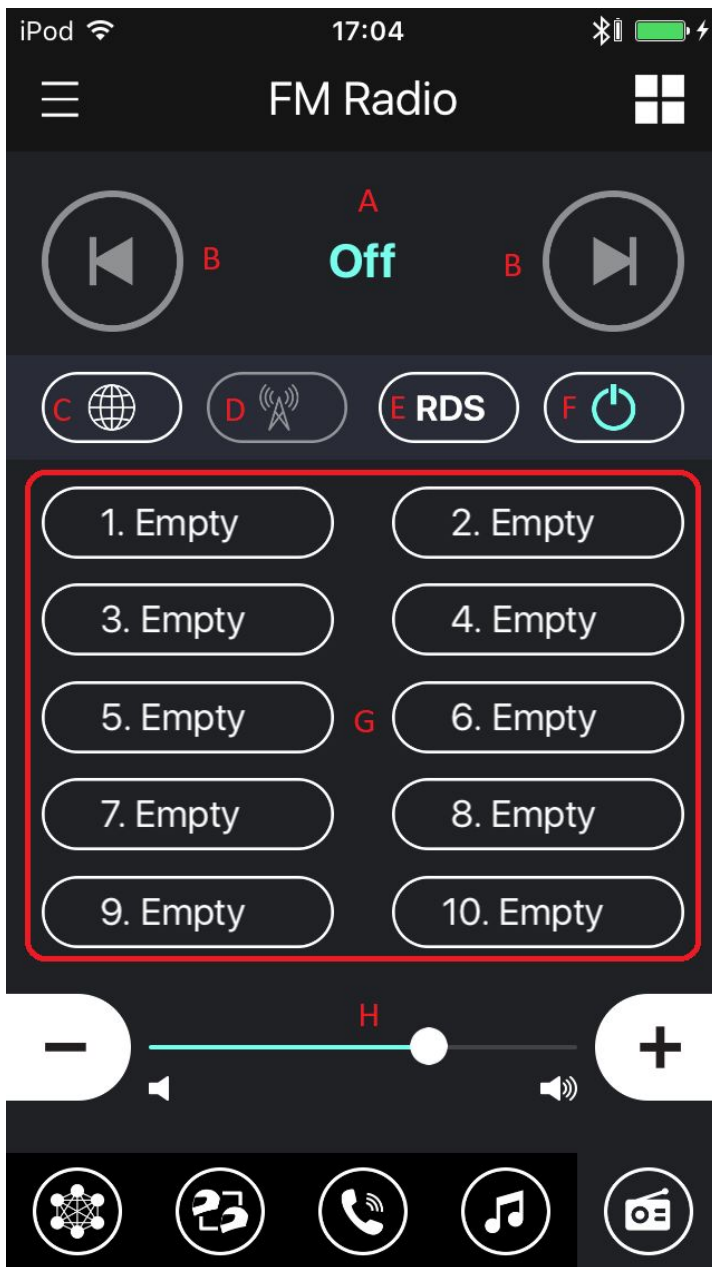 iPod 17:04
FM Radio
A
B Off B
C D E RDS F
1. Empty 2. Empty
3. Empty 4. Empty
5. Empty G 6. Empty
7. Empty 8. Empty
9. Empty 10. Empty
H
− +